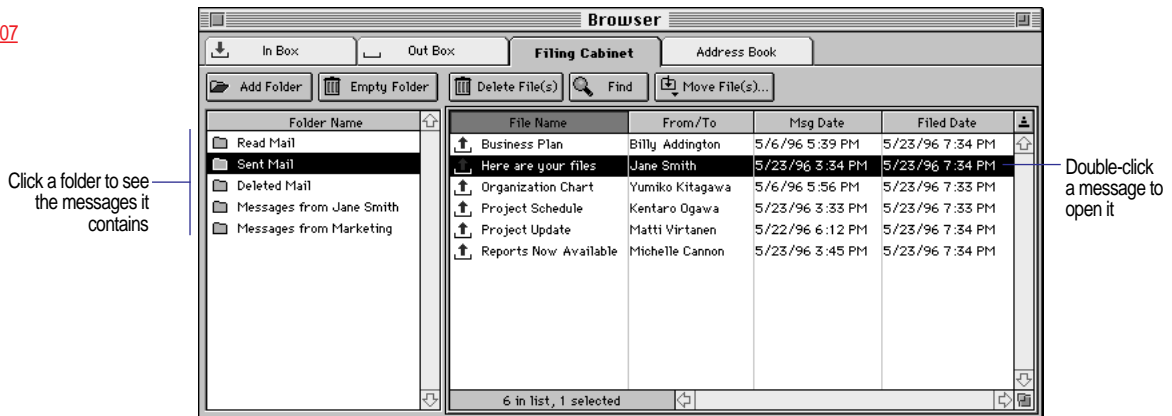 Browser
07
In Box
Out Box
Filing Cabinet
Address Book
Add Folder
Empty Folder
Delete File(s)
Find
Move File(s)...
Folder Name
Read Mail
Sent Mail
Deleted Mail
Messages from Jane Smith
Messages from Marketing
Click a folder to see
the messages it
contains
File Name From/To Msg Date Filed Date
Business Plan Billy Addington 5/6/96 5:39 PM 5/23/96 7:34 PM
Here are your files Jane Smith 5/23/96 3:34 PM 5/23/96 7:34 PM
Organization Chart Yumiko Kitagawa 5/6/96 5:56 PM 5/23/96 7:33 PM
Project Schedule Kentaro Ogawa 5/23/96 3:33 PM 5/23/96 7:33 PM
Project Update Matti Virtanen 5/22/96 6:12 PM 5/23/96 7:34 PM
Reports Now Available Michelle Cannon 5/23/96 3:45 PM 5/23/96 7:34 PM
6 in list, 1 selected
Double-click
a message to
open it